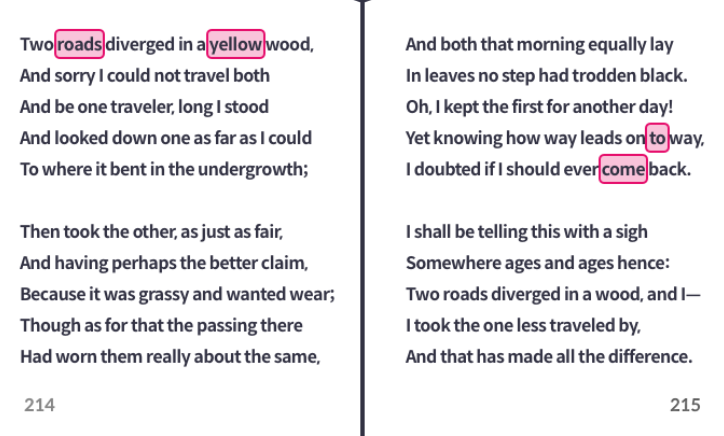 Two roads diverged in a yellow wood,
And sorry I could not travel both
And be one traveler, long I stood
And looked down one as far as I could
To where it bent in the undergrowth;
Then took the other, as just as fair,
And having perhaps the better claim,
Because it was grassy and wanted wear;
Though as for that the passing there
Had worn them really about the same,
214
And both that morning equally lay
In leaves no step had trodden black.
Oh, I kept the first for another day!
Yet knowing how way leads on to way,
I doubted if I should ever come back.
I shall be telling this with a sigh
Somewhere ages and ages hence:
Two roads diverged in a wood, and I—
I took the one less traveled by,
And that has made all the difference.
215